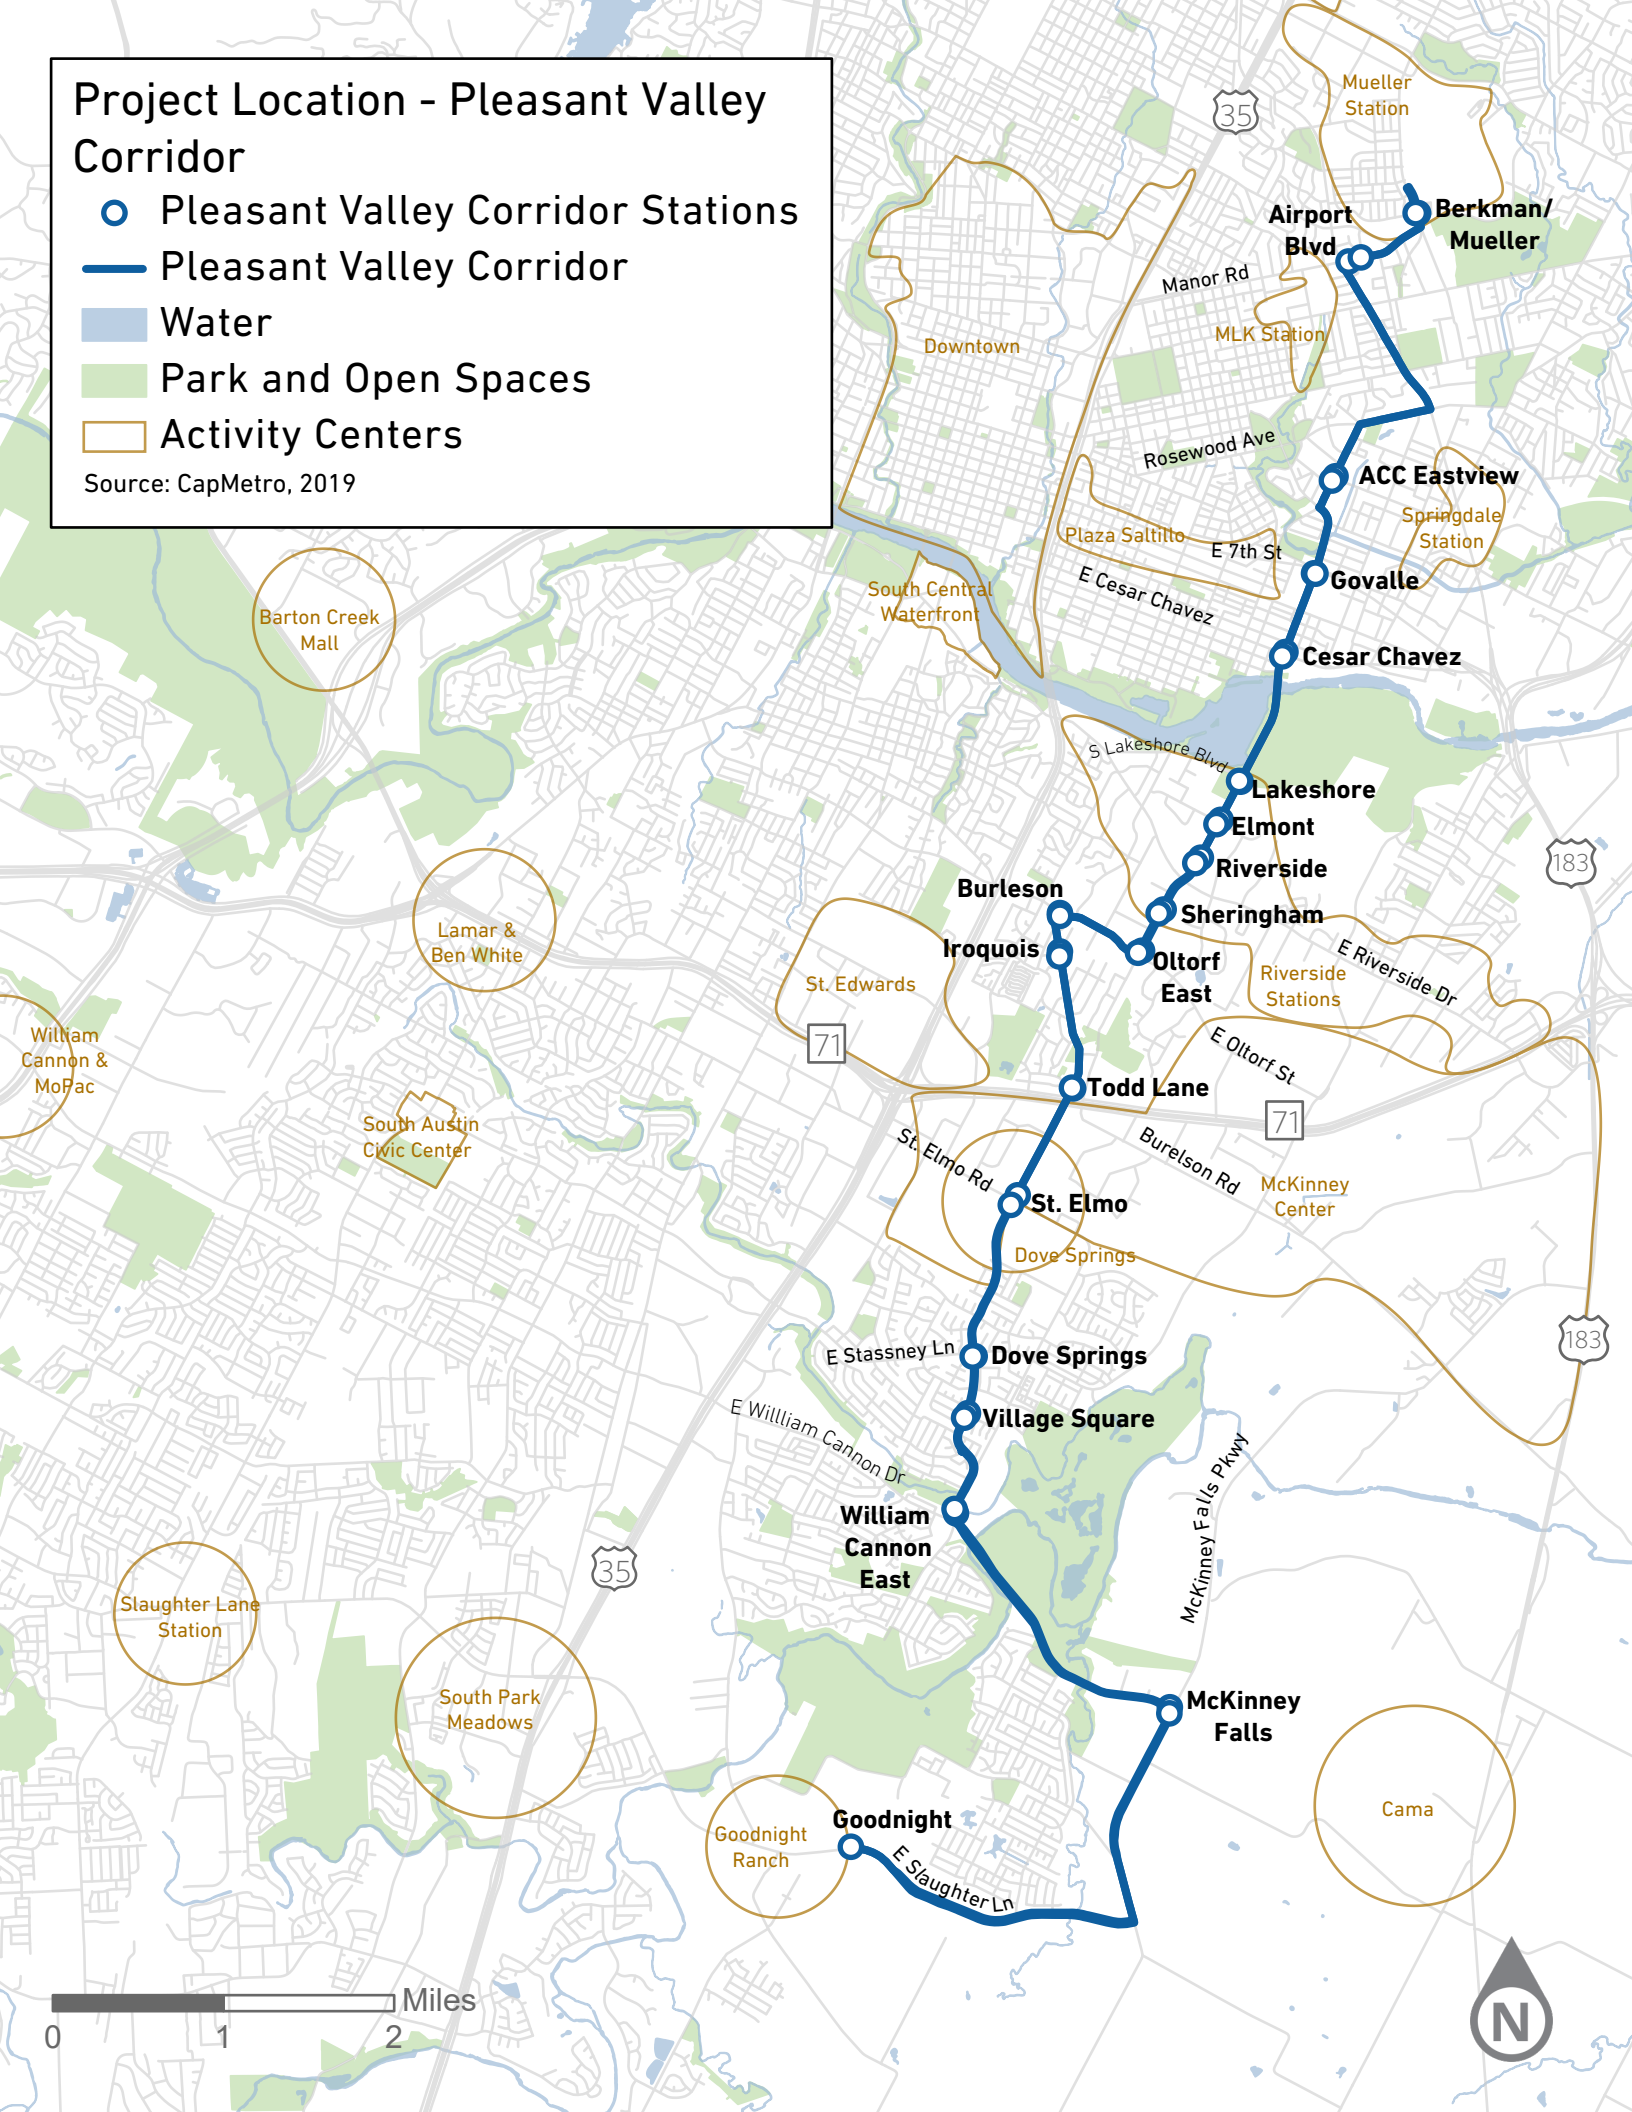 Project Location - Pleasant Valley
Corridor
Pleasant Valley Corridor Stations
Pleasant Valley Corridor
Water
Park and Open Spaces
Activity Centers
Source: CapMetro, 2019
Mueller
Station
35
Airport
Blvd
Berkman/
Mueller
Manor Rd
MLK Station
Downtown
Rosewood Ave
ACC Eastview
Springdale
Station
Plaza Saltillo
E 7th St
Govalle
E Cesar Chavez
South Central
Waterfront
Barton Creek
Mall
Cesar Chavez
S Lakeshore Blvd
Lakeshore
Elmont
Riverside
183
Burleson
Sheringham
Iroquois
Oltorf
East
Lamar &
Ben White
St. Edwards
Riverside
Stations
E Riverside Dr
William
Cannon &
MoPac
71
E Oltorf St
Todd Lane
71
South Austin
Civic Center
St. Elmo Rd
Burelson Rd
McKinney
Center
St. Elmo
Dove Springs
183
E Stassney Ln
Dove Springs
Village Square
E Willliam Cannon Dr
McKinney Falls Pkwy
William
Cannon
East
35
Slaughter Lane
Station
South Park
Meadows
McKinney
Falls
Cama
Goodnight
Goodnight
Ranch
E Slaughter Ln
Miles
0 1 2
N